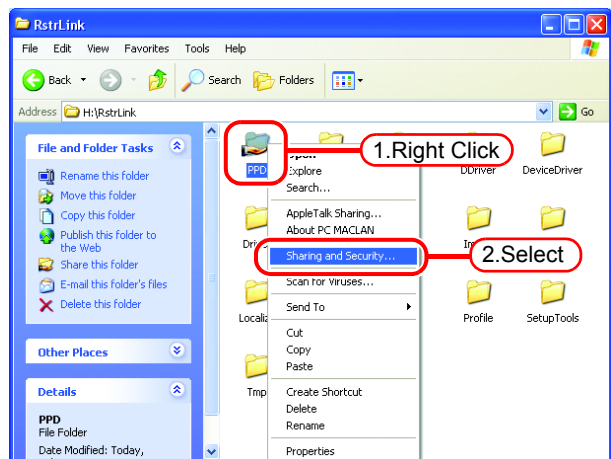 RstrLink
File Edit View Favorites Tools Help
Back Search Folders
Address H:\RstrLink Go
File and Folder Tasks
Rename this folder
Move this folder
Copy this folder
Publish this folder to
the Web
Share this folder
E-mail this folder's files
Delete this folder
Other Places
Details
PPD
File Folder
Date Modified: Today,
PPD
1.Right Click
DDriver
DeviceDriver
Explore
Search...
AppleTalk Sharing...
About PC MACLAN
Sharing and Security...
2.Select
Scan for Viruses...
Send To
Profile
SetupTools
Cut
Copy
Paste
Tmp
Create Shortcut
Delete
Rename
Properties